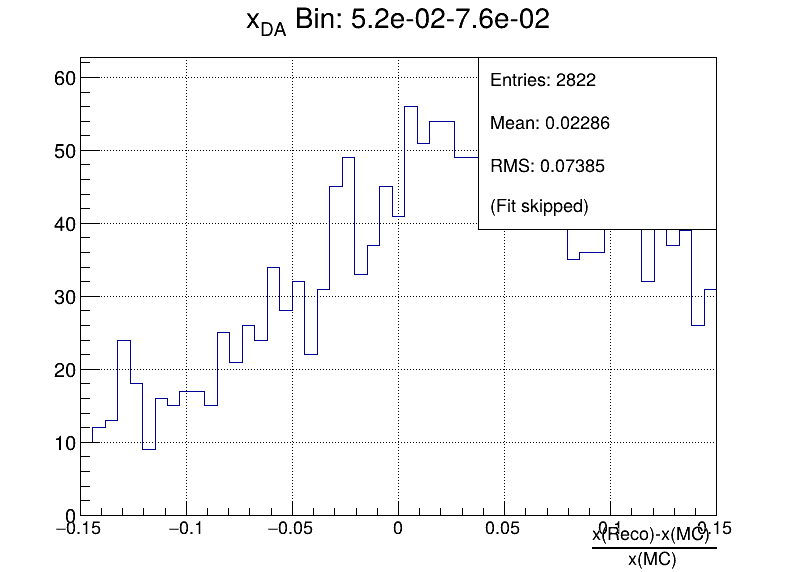 xDA Bin: 5.2e-02-7.6e-02
Entries: 2822
Mean: 0.02286
RMS: 0.07385
(Fit skipped)
60
50
40
30
20
10
0
−0.15 −0.1 −0.05 0 0.05 0.1 0.15
x(Reco)-x(MC)
x(MC)